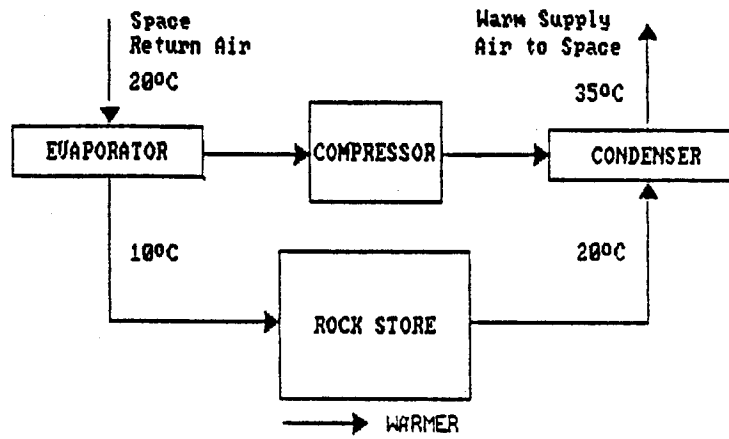 Space
Return Air
20ºC
Warm Supply
Air to Space
35ºC
EVAPORATOR
COMPRESSOR
CONDENSER
10ºC
20ºC
ROCK STORE
WARMER